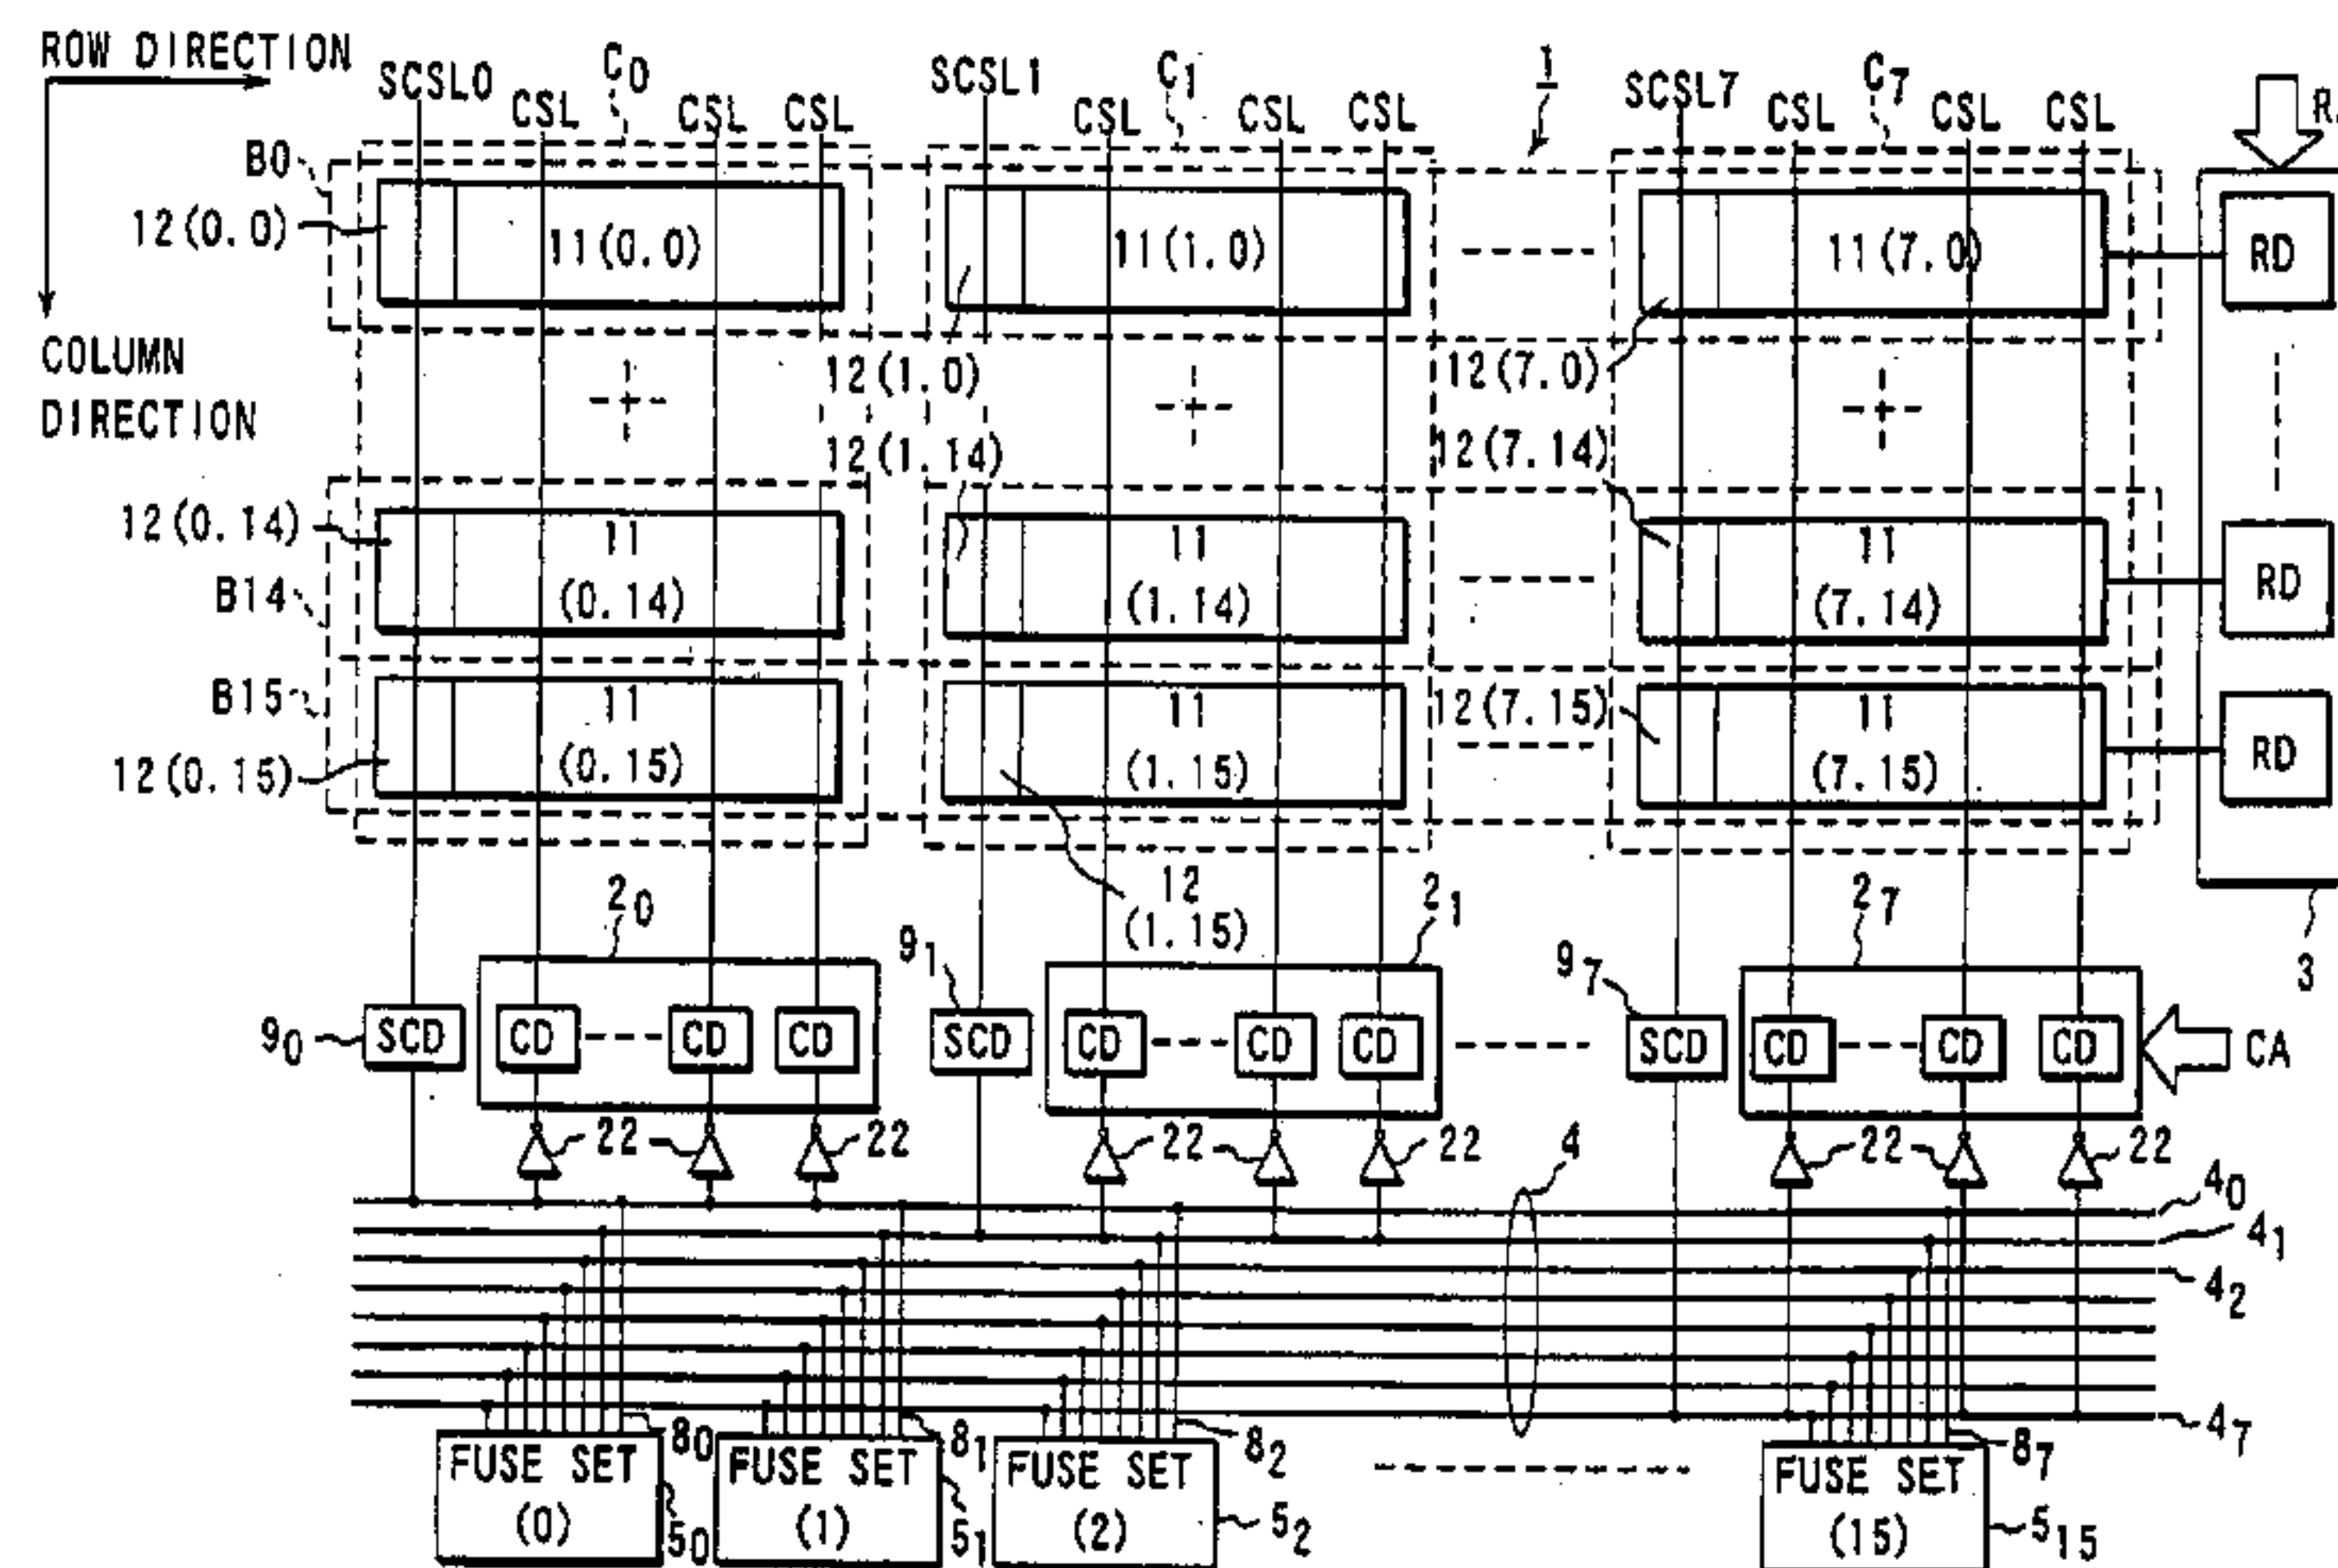 ROW DIRECTION
COLUMN
DIRECTION
SCSL0 CSL C0 CSL CSL
SCSL1 CSL C1 CSL CSL
1
SCSL7 CSL C7 CSL CSL
B0
12(0.0)
11(0.0)
11(1.0)
11(7.0)
RD
12(1.0)
12(7.0)
12(1.14)
12(7.14)
12(0.14)
B14
11
(0.14)
11
(1.14)
11
(7.14)
RD
B15
12(0.15)
11
(0.15)
11
(1.15)
12(7.15)
11
(7.15)
RD
12
(1.15)
3
20
21
27
90 SCD CD CD CD
91 SCD CD CD CD
97 SCD CD CD CD
CA
22 22
22 22
22 22
4
40
41
42
47
80
81
82
87
FUSE SET
(0)
50
FUSE SET
(1)
51
FUSE SET
(2)
52
FUSE SET
(15)
515